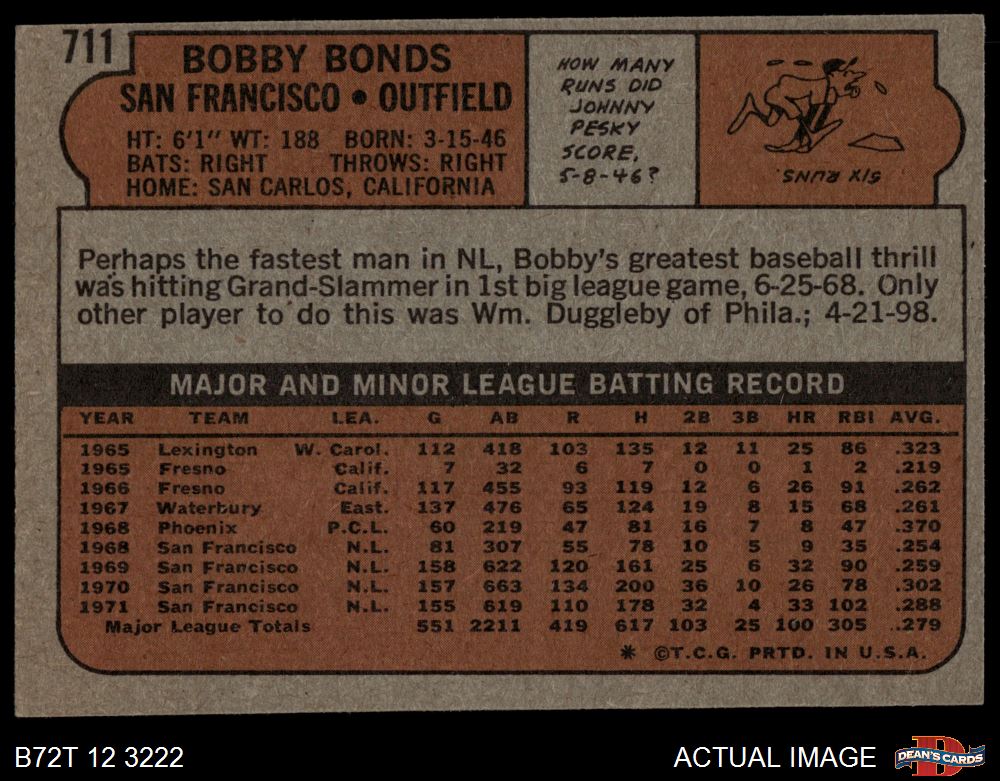 711
BOBBY BONDS
SAN FRANCISCO • OUTFIELD
HT: 6'1" WT: 188 BORN: 3-15-46
BATS: RIGHT THROWS: RIGHT
HOME: SAN CARLOS, CALIFORNIA
HOW MANY
RUNS DID
JOHNNY
PESKY
SCORE,
5-8-46?
SIX RUNS.
Perhaps the fastest man in NL, Bobby's greatest baseball thrill
was hitting Grand-Slammer in 1st big league game, 6-25-68. Only
other player to do this was Wm. Duggleby of Phila.; 4-21-98.
MAJOR AND MINOR LEAGUE BATTING RECORD
YEAR TEAM LEA. G AB R H 2B 3B HR RBI AVG.
1965 Lexington W. Carol. 112 418 103 135 12 11 25 86 .323
1965 Fresno Calif. 7 32 6 7 0 0 1 2 .219
1966 Fresno Calif. 117 455 93 119 12 6 26 91 .262
1967 Waterbury East. 137 476 65 124 19 8 15 68 .261
1968 Phoenix P.C.L. 60 219 47 81 16 7 8 47 .370
1968 San Francisco N.L. 81 307 55 78 10 5 9 35 .254
1969 San Francisco N.L. 158 622 120 161 25 6 32 90 .259
1970 San Francisco N.L. 157 663 134 200 36 10 26 78 .302
1971 San Francisco N.L. 155 619 110 178 32 4 33 102 .288
Major League Totals 551 2211 419 617 103 25 100 305 .279
* ©T.C.G. PRTD. IN U.S.A.
B72T 12 3222
ACTUAL IMAGE
D
DEAN'S CARDS